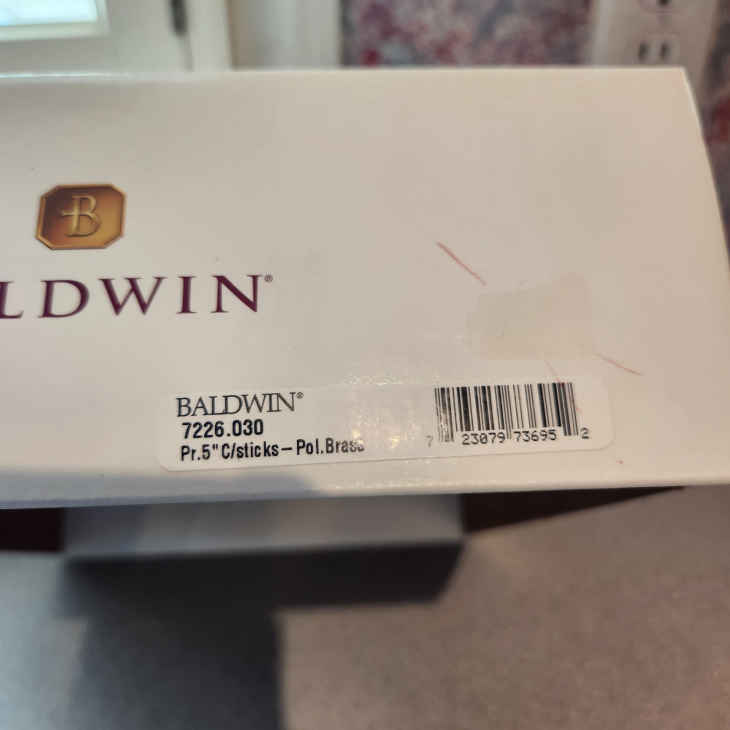 B
LDWIN®
BALDWIN®
7226.030
Pr.5" C/sticks – Pol.Brass
7 23079 73695 2